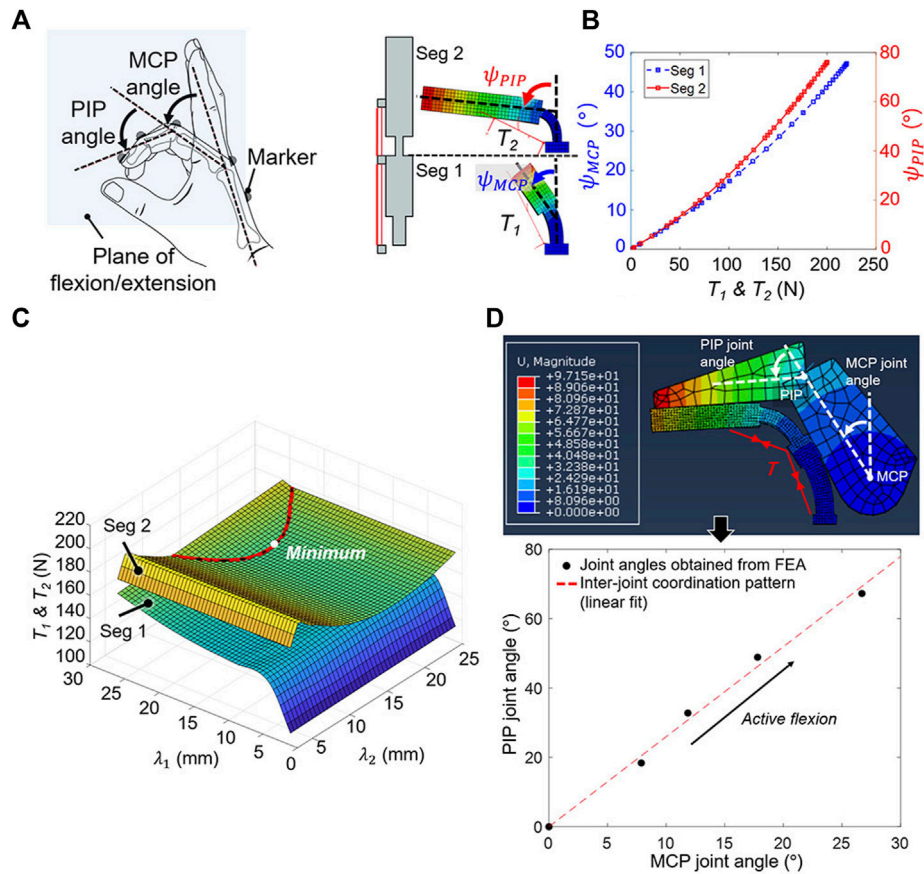 A
MCP
angle
PIP
angle
Marker
Plane of
flexion/extension
Seg 2
Seg 1
ψPIP
T2
ψMCP
T1
B
ψMCP (°)
50
40
30
20
10
0
Seg 1
Seg 2
80
60
40
20
0
ψPIP (°)
0 50 100 150 200 250
T1 & T2 (N)
C
T1 & T2 (N)
220
200
180
160
140
120
100
Seg 2
Seg 1
Minimum
30 25 20 15 10 5 0
λ1 (mm)
5 10 15 20 25
λ2 (mm)
D
U, Magnitude
+9.715e+01
+8.906e+01
+8.096e+01
+7.287e+01
+6.477e+01
+5.667e+01
+4.858e+01
+4.048e+01
+3.238e+01
+2.429e+01
+1.619e+01
+8.096e+00
+0.000e+00
PIP joint
angle
MCP joint
angle
PIP
MCP
T
PIP joint angle (°)
80
60
40
20
0
Joint angles obtained from FEA
Inter-joint coordination pattern
(linear fit)
Active flexion
0 5 10 15 20 25 30
MCP joint angle (°)